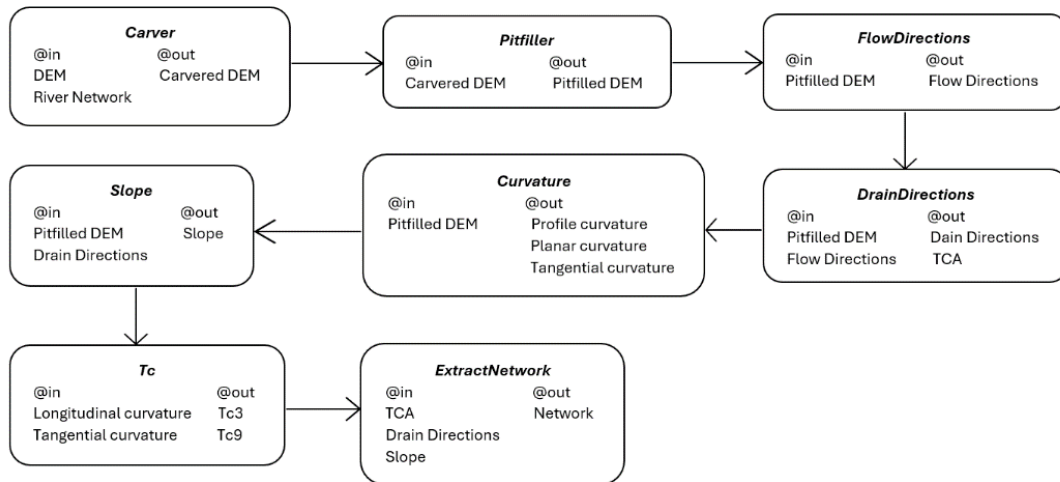 Carver
@in @out
DEM Carvered DEM
River Network
Pitfiller
@in @out
Carvered DEM Pitfilled DEM
FlowDirections
@in @out
Pitfilled DEM Flow Directions
DrainDirections
@in @out
Pitfilled DEM Dain Directions
Flow Directions TCA
Curvature
@in @out
Pitfilled DEM Profile curvature
Planar curvature
Tangential curvature
Slope
@in @out
Pitfilled DEM Slope
Drain Directions
Tc
@in @out
Longitudinal curvature Tc3
Tangential curvature Tc9
ExtractNetwork
@in @out
TCA Network
Drain Directions
Slope